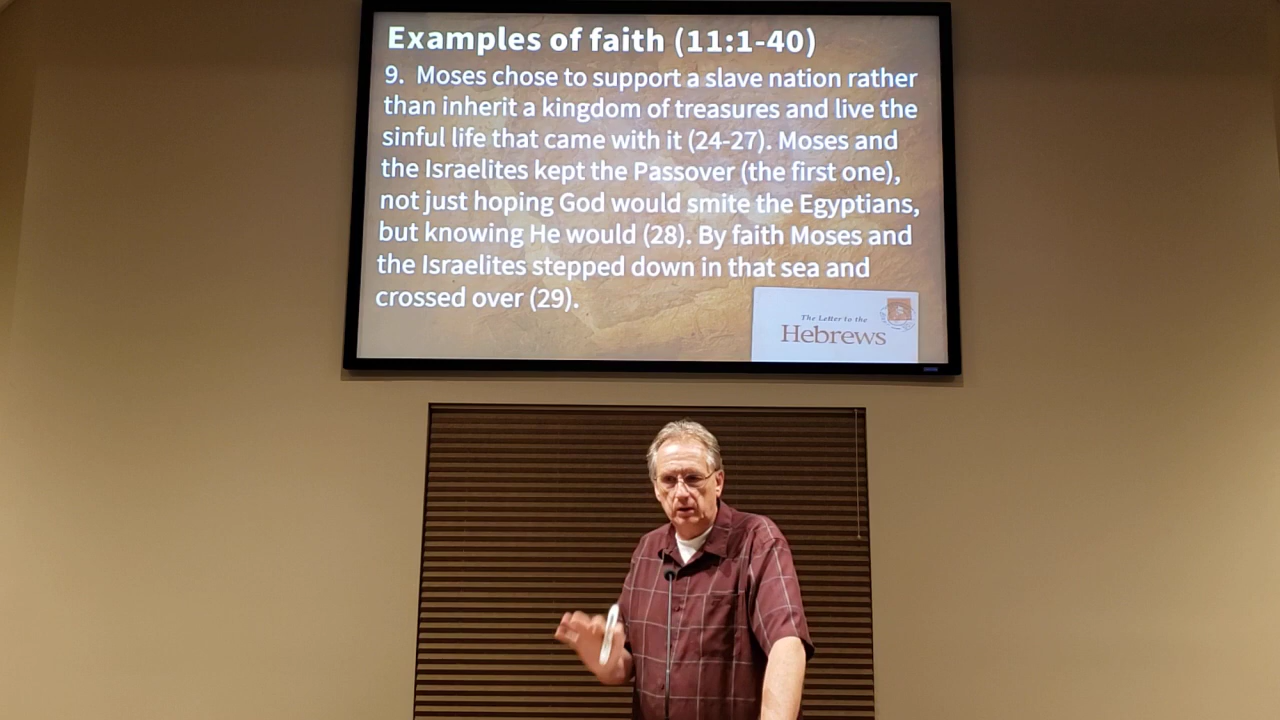 Examples of faith (11:1-40)
9. Moses chose to support a slave nation rather
than inherit a kingdom of treasures and live the
sinful life that came with it (24-27). Moses and
the Israelites kept the Passover (the first one),
not just hoping God would smite the Egyptians,
but knowing He would (28). By faith Moses and
the Israelites stepped down in that sea and
crossed over (29).
The Letter to the
Hebrews